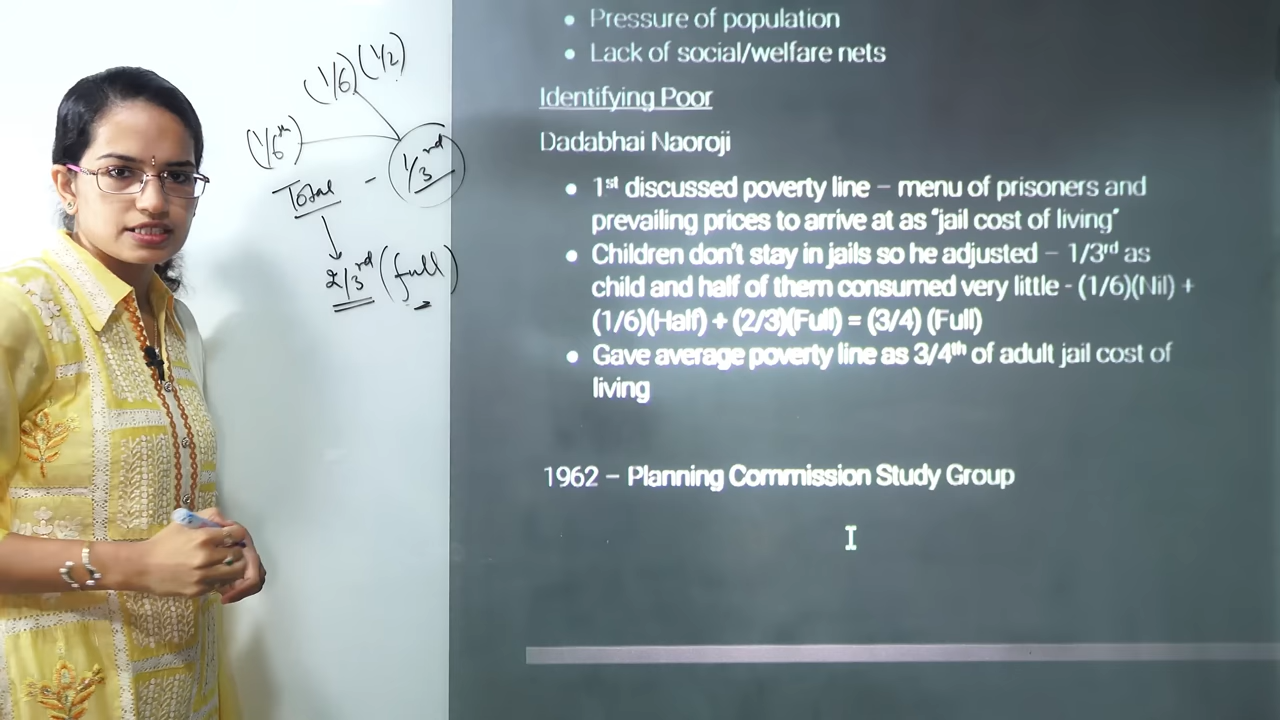 (1/6) (1/2)
(1/6th)
Total - 1/3rd
2/3rd (full)
• Pressure of population
• Lack of social/welfare nets
Identifying Poor
Dadabhai Naoroji
• 1st discussed poverty line – menu of prisoners and
prevailing prices to arrive at as "jail cost of living"
• Children don't stay in jails so he adjusted – 1/3rd as
child and half of them consumed very little - (1/6)(Nil) +
(1/6)(Half) + (2/3)(Full) = (3/4) (Full)
• Gave average poverty line as 3/4th of adult jail cost of
living
1962 – Planning Commission Study Group